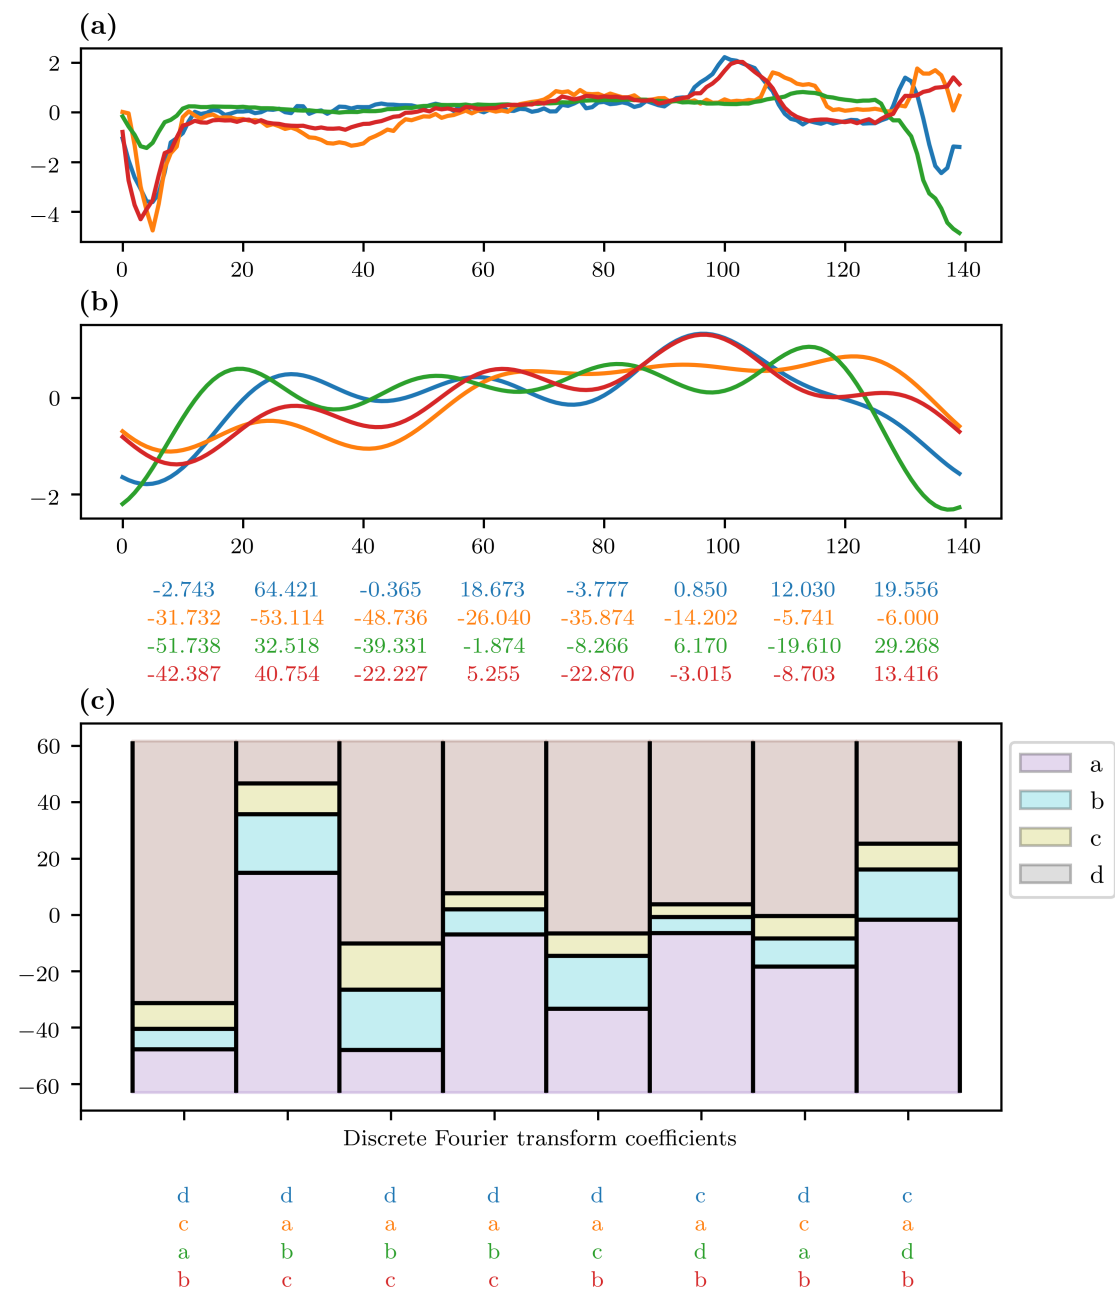 (a)
2
0
−2
−4
0 20 40 60 80 100 120 140
(b)
0
−2
0 20 40 60 80 100 120 140
-2.743 64.421 -0.365 18.673 -3.777 0.850 12.030 19.556
-31.732 -53.114 -48.736 -26.040 -35.874 -14.202 -5.741 -6.000
-51.738 32.518 -39.331 -1.874 -8.266 6.170 -19.610 29.268
-42.387 40.754 -22.227 5.255 -22.870 -3.015 -8.703 13.416
(c)
60
40
20
0
−20
−40
−60
a
b
c
d
Discrete Fourier transform coefficients
d d d d d c d c
c a a a a a c a
a b b b c d a d
b c c c b b b b